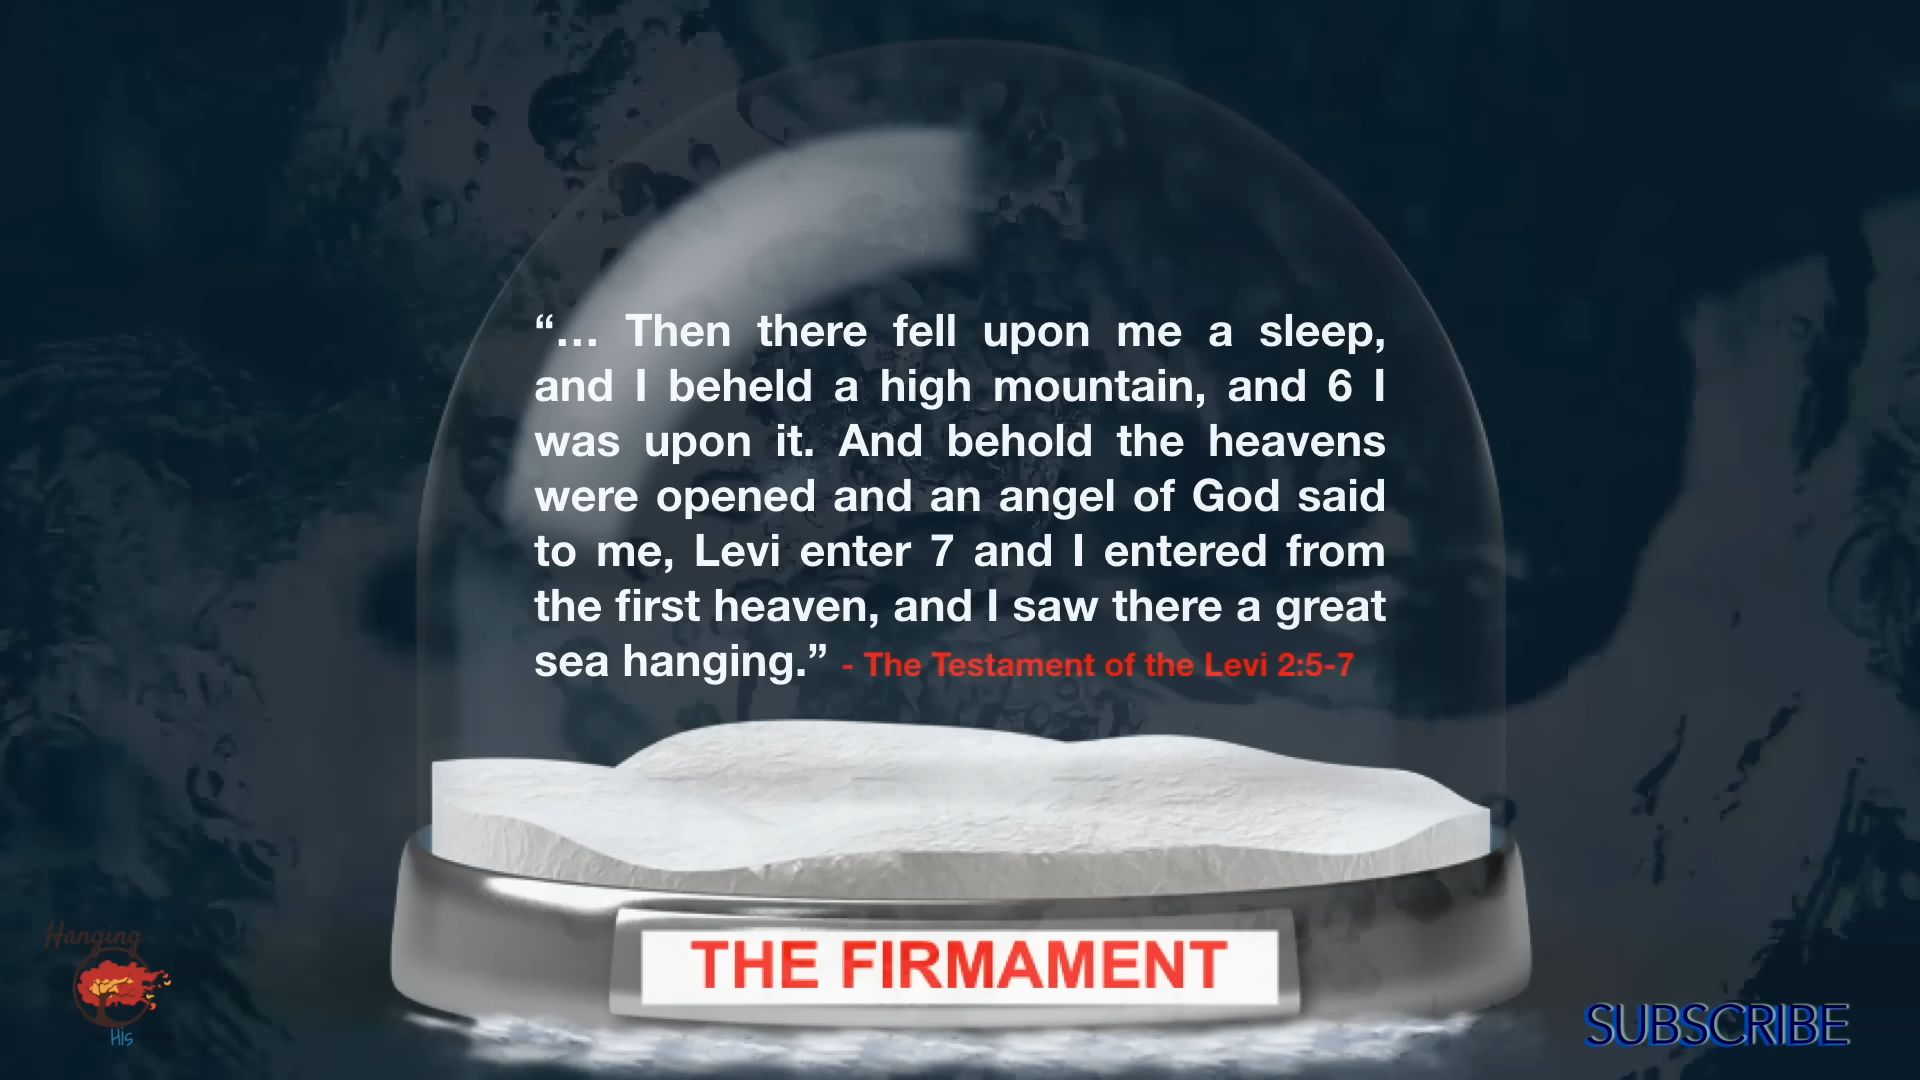 “... Then there fell upon me a sleep,
and I beheld a high mountain, and 6 I
was upon it. And behold the heavens
were opened and an angel of God said
to me, Levi enter 7 and I entered from
the first heaven, and I saw there a great
sea hanging.” - The Testament of the Levi 2:5-7
THE FIRMAMENT
Hanging
His
SUBSCRIBE